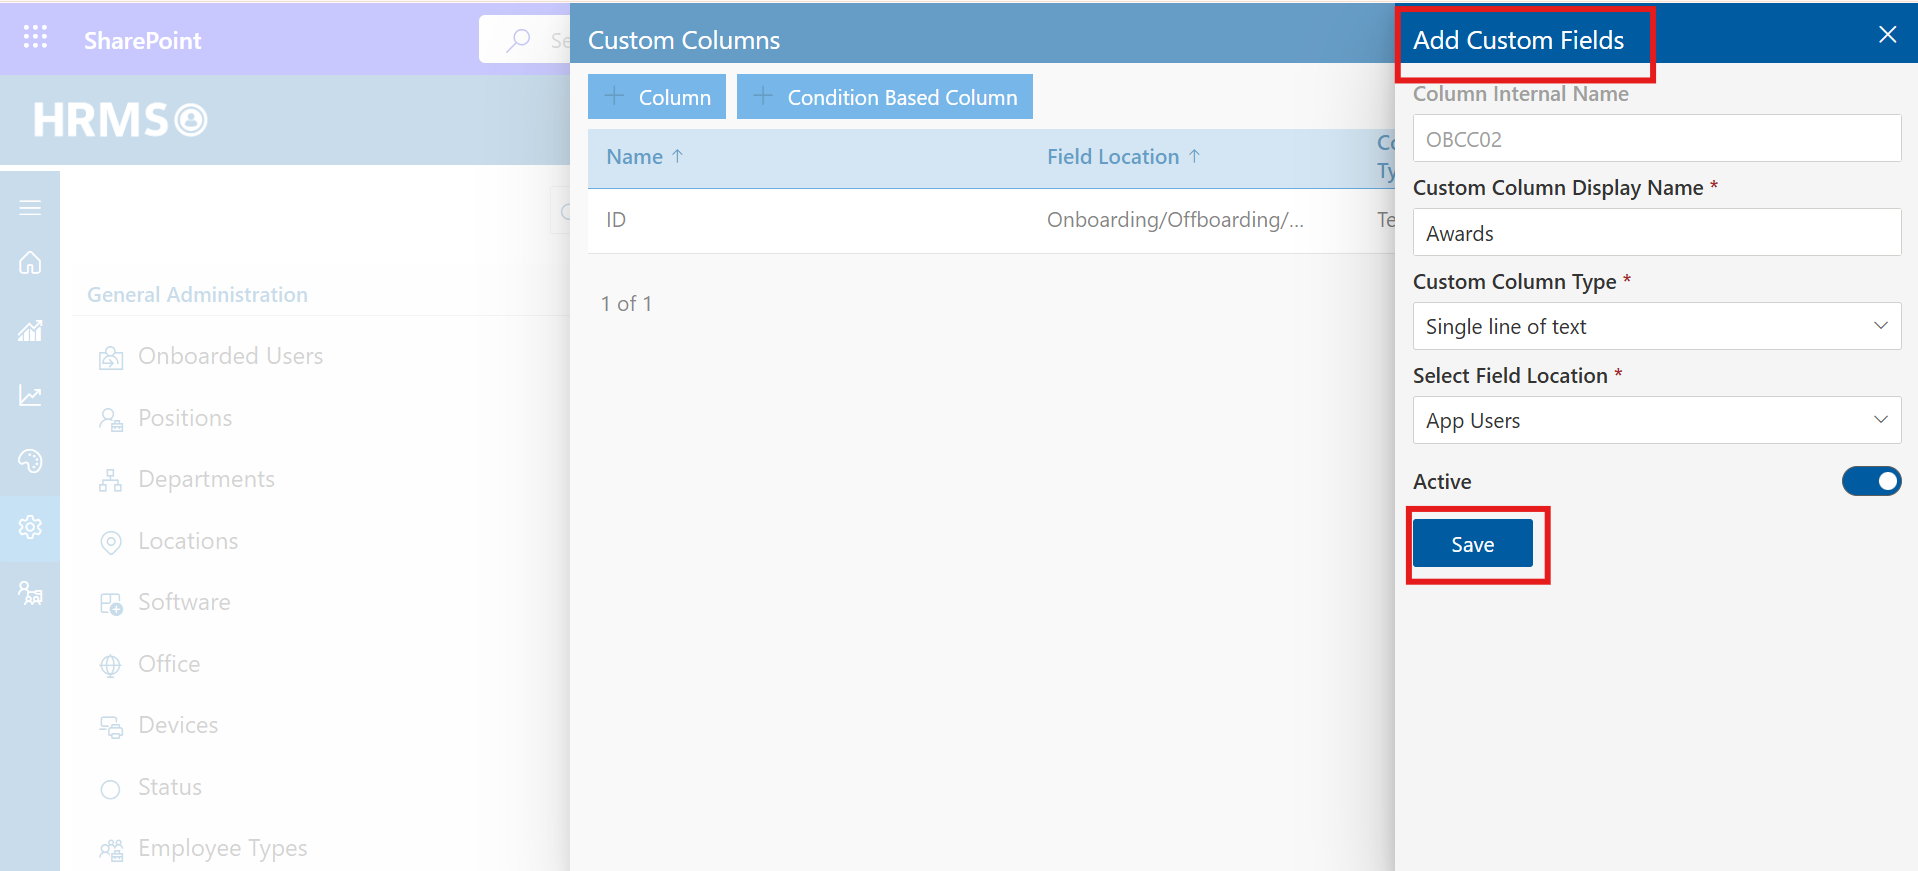 SharePoint
Se
HRMS
General Administration
Onboarded Users
Positions
Departments
Locations
Software
Office
Devices
Status
Employee Types
Custom Columns
Column
Condition Based Column
Name ↑
Field Location ↑
ID
Onboarding/Offboarding/...
1 of 1
Add Custom Fields
Column Internal Name
OBCC02
Custom Column Display Name *
Awards
Custom Column Type *
Single line of text
Select Field Location *
App Users
Active
Save